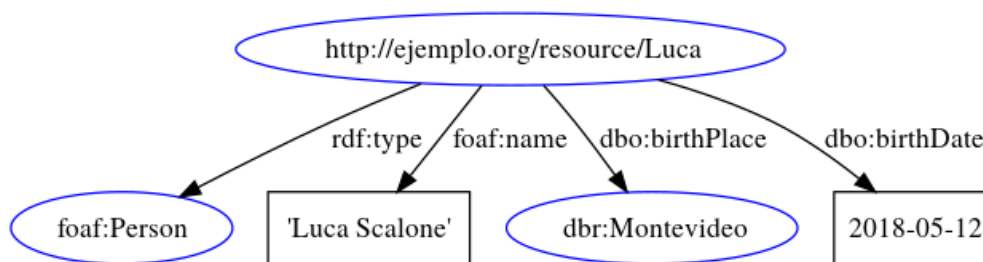 http://ejemplo.org/resource/Luca
rdf:type foaf:name dbo:birthPlace dbo:birthDate
foaf:Person 'Luca Scalone' dbr:Montevideo 2018-05-12